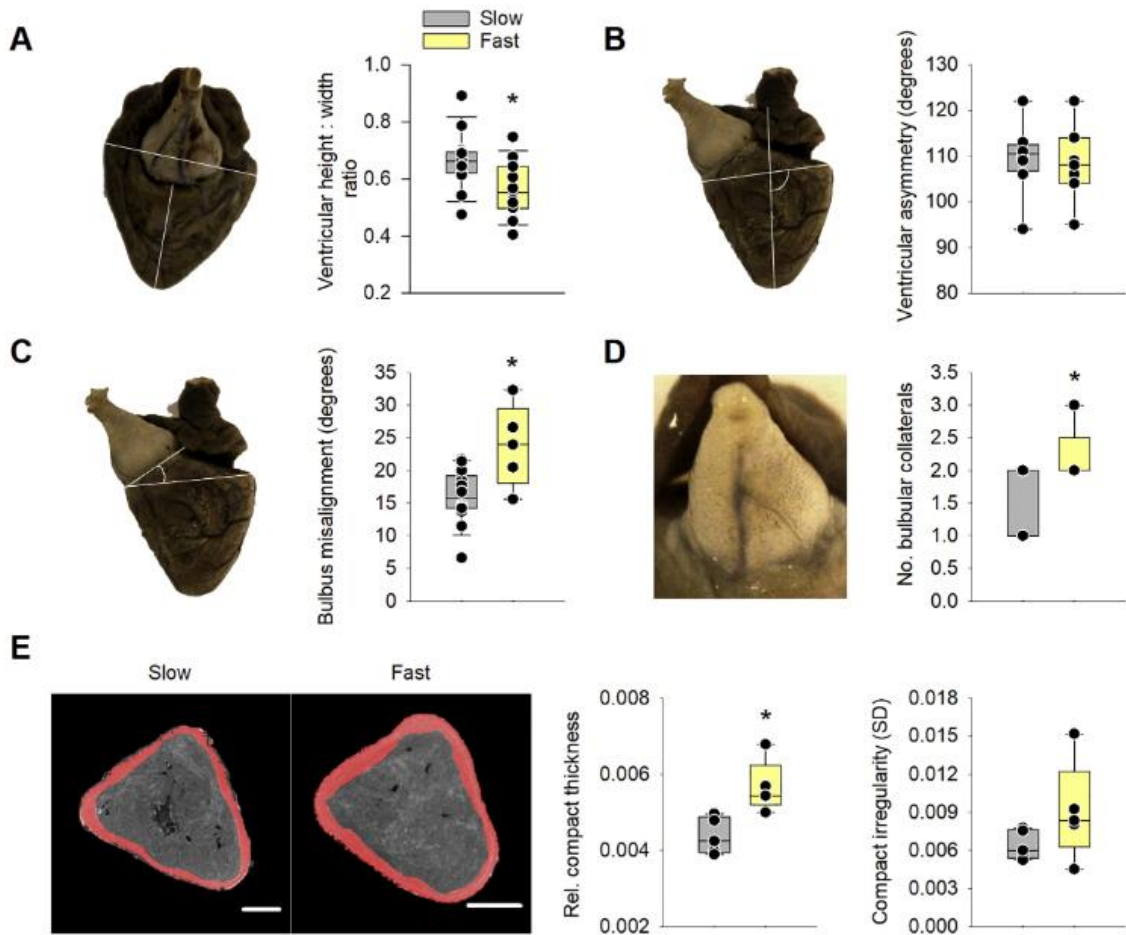 Slow
Fast
A
Ventricular height : width
ratio
1.0
0.8
0.6
0.4
0.2
*
B
Ventricular asymmetry (degrees)
130
120
110
100
90
80
C
Bulbus misalignment (degrees)
35
30
25
20
15
10
5
0
*
D
No. bulbular collaterals
3.5
3.0
2.5
2.0
1.5
1.0
0.5
0.0
*
E
Slow
Fast
Rel. compact thickness
0.008
0.006
0.004
0.002
*
Compact irregularity (SD)
0.018
0.015
0.012
0.009
0.006
0.003
0.000